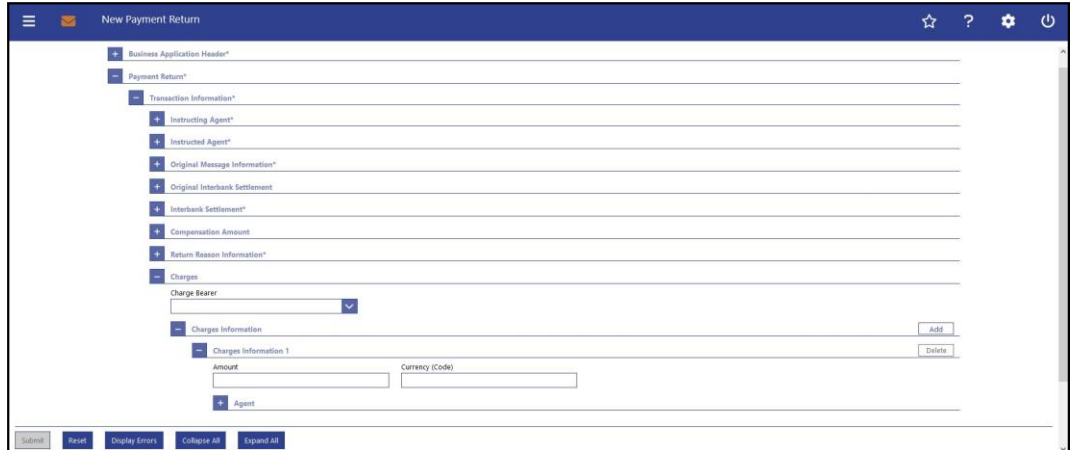 New Payment Return
Business Application Header*
Payment Return*
Transaction Information*
Instructing Agent*
Instructed Agent*
Original Message Information*
Original Interbank Settlement
Interbank Settlement*
Compensation Amount
Return Reason Information*
Charges
Charge Bearer
Charges Information Add
Charges Information 1 Delete
Amount Currency (Code)
Agent
Submit Reset Display Errors Collapse All Expand All